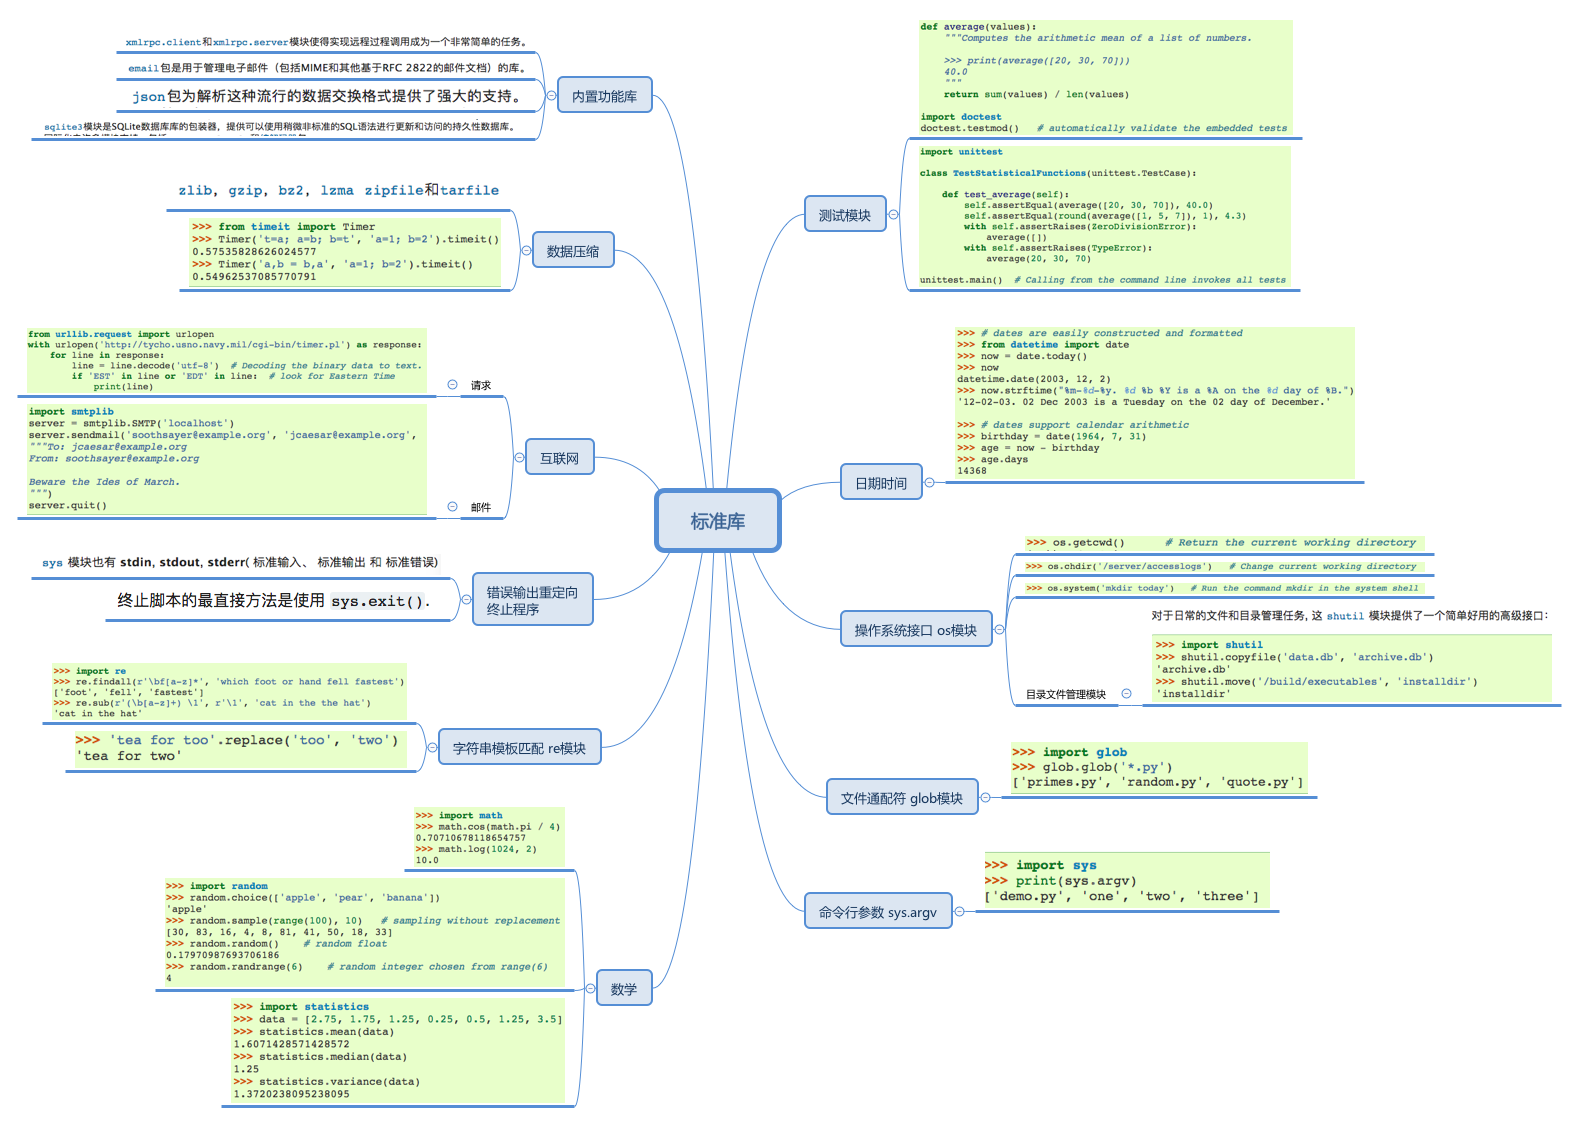 标准库
内置功能库
xmlrpc.client和xmlrpc.server模块使得实现远程过程调用成为一个非常简单的任务。
email包是用于管理电子邮件（包括MIME和其他基于RFC 2822的邮件文档）的库。
json包为解析这种流行的数据交换格式提供了强大的支持。
sqlite3模块是SQLite数据库库的包装器，提供可以使用稍微非标准的SQL语法进行更新和访问的持久性数据库。
数据压缩
zlib, gzip, bz2, lzma zipfile和tarfile
>>> from timeit import Timer
>>> Timer('t=a; a=b; b=t', 'a=1; b=2').timeit()
0.57535828626024577
>>> Timer('a,b = b,a', 'a=1; b=2').timeit()
0.54962537085770791
互联网
请求
from urllib.request import urlopen
with urlopen('http://tycho.usno.navy.mil/cgi-bin/timer.pl') as response:
    for line in response:
        line = line.decode('utf-8')  # Decoding the binary data to text.
        if 'EST' in line or 'EDT' in line:  # look for Eastern Time
            print(line)
邮件
import smtplib
server = smtplib.SMTP('localhost')
server.sendmail('soothsayer@example.org', 'jcaesar@example.org',
"""To: jcaesar@example.org
From: soothsayer@example.org
Beware the Ides of March.
""")
server.quit()
错误输出重定向
终止程序
sys 模块也有 stdin, stdout, stderr( 标准输入、 标准输出 和 标准错误)
终止脚本的最直接方法是使用 sys.exit().
字符串模板匹配 re模块
>>> import re
>>> re.findall(r'\bf[a-z]*', 'which foot or hand fell fastest')
['foot', 'fell', 'fastest']
>>> re.sub(r'(\b[a-z]+) \1', r'\1', 'cat in the the hat')
'cat in the hat'
>>> 'tea for too'.replace('too', 'two')
'tea for two'
数学
>>> import math
>>> math.cos(math.pi / 4)
0.70710678118654757
>>> math.log(1024, 2)
10.0
>>> import random
>>> random.choice(['apple', 'pear', 'banana'])
'apple'
>>> random.sample(range(100), 10)   # sampling without replacement
[30, 83, 16, 4, 8, 81, 41, 50, 18, 33]
>>> random.random()    # random float
0.17970987693706186
>>> random.randrange(6)    # random integer chosen from range(6)
4
>>> import statistics
>>> data = [2.75, 1.75, 1.25, 0.25, 0.5, 1.25, 3.5]
>>> statistics.mean(data)
1.6071428571428572
>>> statistics.median(data)
1.25
>>> statistics.variance(data)
1.3720238095238095
测试模块
def average(values):
    """Computes the arithmetic mean of a list of numbers.
    >>> print(average([20, 30, 70]))
    40.0
    """
    return sum(values) / len(values)
import doctest
doctest.testmod()   # automatically validate the embedded tests
import unittest
class TestStatisticalFunctions(unittest.TestCase):
    def test_average(self):
        self.assertEqual(average([20, 30, 70]), 40.0)
        self.assertEqual(round(average([1, 5, 7]), 1), 4.3)
        with self.assertRaises(ZeroDivisionError):
            average([])
        with self.assertRaises(TypeError):
            average(20, 30, 70)
unittest.main()  # Calling from the command line invokes all tests
日期时间
>>> # dates are easily constructed and formatted
>>> from datetime import date
>>> now = date.today()
>>> now
datetime.date(2003, 12, 2)
>>> now.strftime("%m-%d-%y. %d %b %Y is a %A on the %d day of %B.")
'12-02-03. 02 Dec 2003 is a Tuesday on the 02 day of December.'
>>> # dates support calendar arithmetic
>>> birthday = date(1964, 7, 31)
>>> age = now - birthday
>>> age.days
14368
操作系统接口 os模块
>>> os.getcwd()      # Return the current working directory
>>> os.chdir('/server/accesslogs')   # Change current working directory
>>> os.system('mkdir today')   # Run the command mkdir in the system shell
目录文件管理模块
对于日常的文件和目录管理任务, 这 shutil 模块提供了一个简单好用的高级接口:
>>> import shutil
>>> shutil.copyfile('data.db', 'archive.db')
'archive.db'
>>> shutil.move('/build/executables', 'installdir')
'installdir'
文件通配符 glob模块
>>> import glob
>>> glob.glob('*.py')
['primes.py', 'random.py', 'quote.py']
命令行参数 sys.argv
>>> import sys
>>> print(sys.argv)
['demo.py', 'one', 'two', 'three']